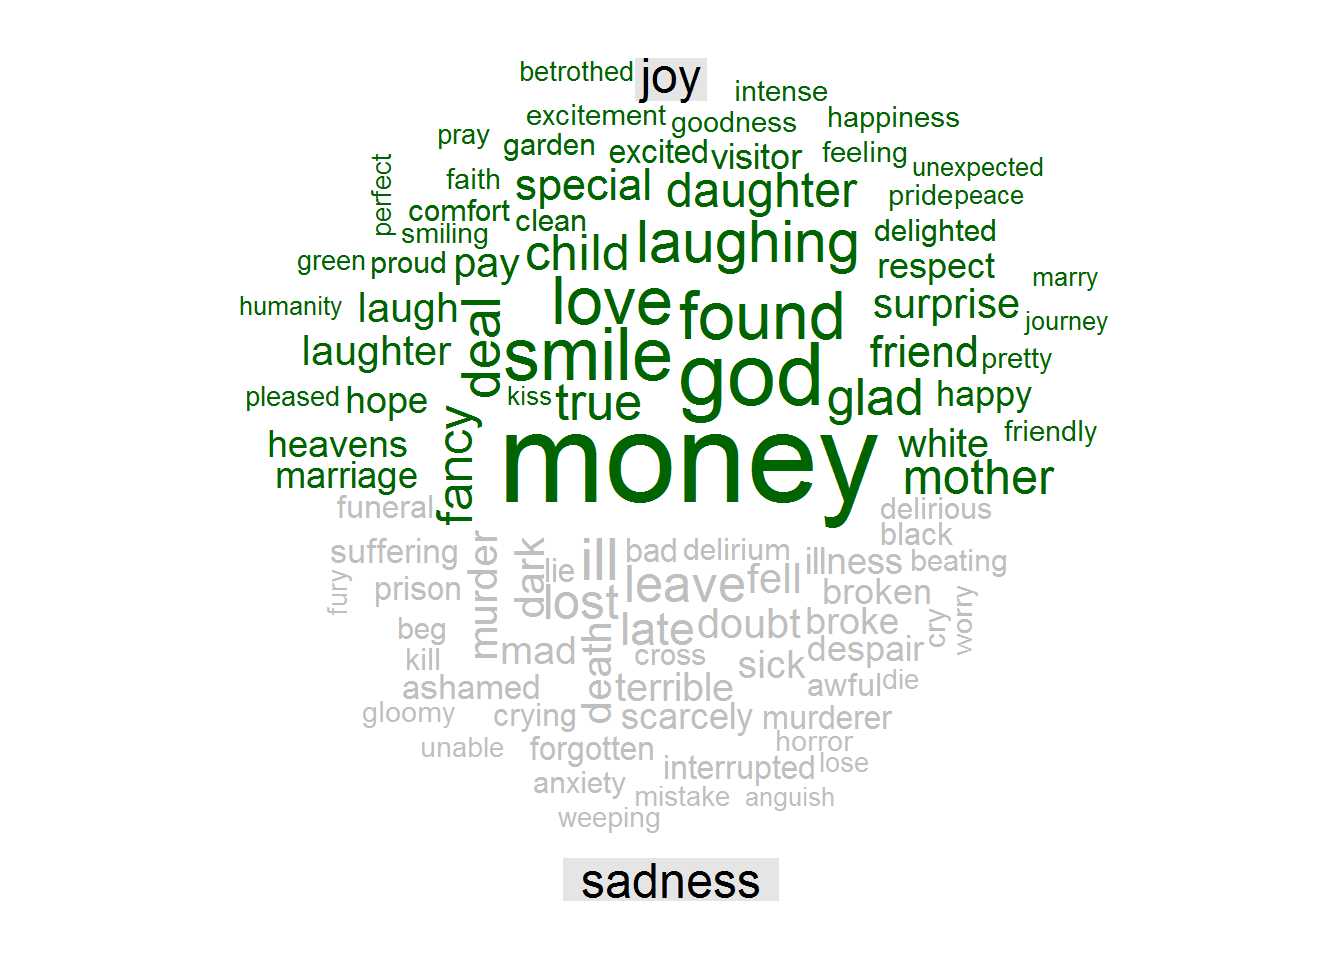 betrothed
joy
intense
excitement
goodness
happiness
pray
garden
excited
visitor
feeling
unexpected
perfect
faith
special
daughter
pride
peace
comfort
clean
smiling
child
laughing
delighted
green
proud
pay
respect
marry
humanity
laugh
deal
love
found
surprise
journey
laughter
smile
god
friend
pretty
pleased
hope
kiss
true
glad
happy
heavens
fancy
money
white
friendly
marriage
mother
funeral
delirious
black
suffering
murder
dark
lie
ill
bad
delirium
illness
beating
fury
prison
lost
leave
fell
broken
beg
mad
death
late
doubt
broke
cry
worry
kill
cross
sick
despair
ashamed
terrible
awful
die
gloomy
crying
scarcely
murderer
unable
forgotten
horror
interrupted
lose
anxiety
mistake
anguish
weeping
sadness